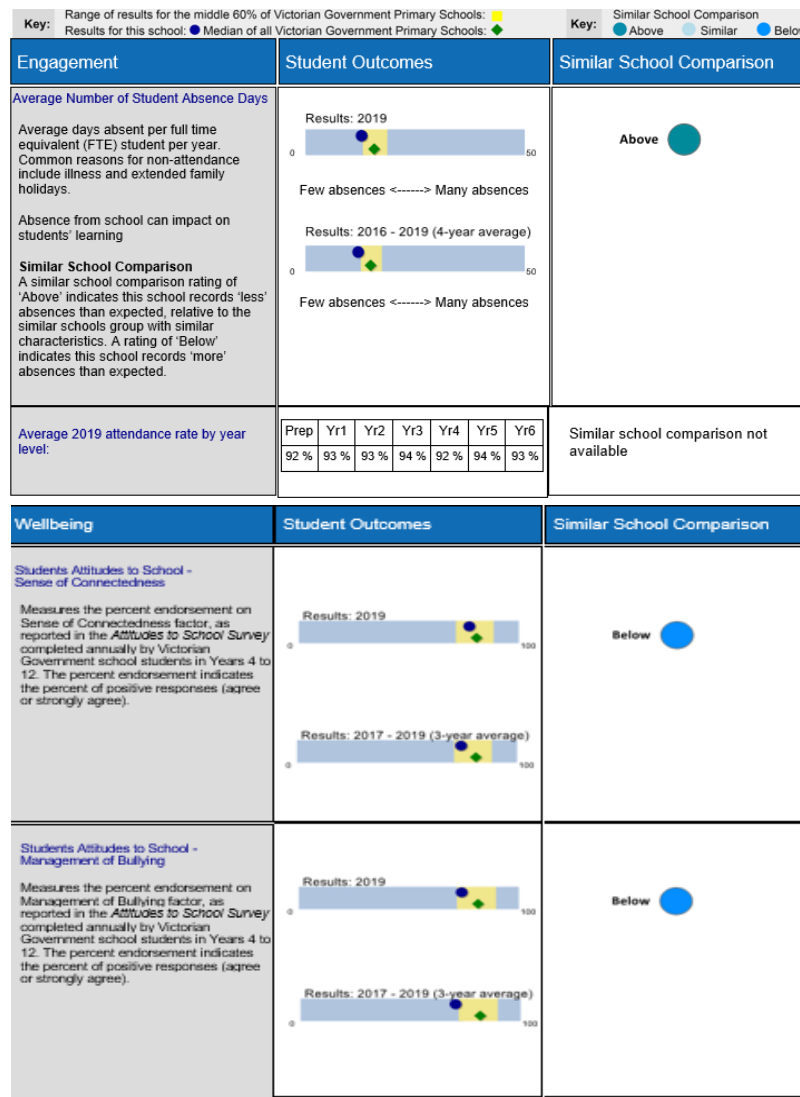 Key:
Range of results for the middle 60% of Victorian Government Primary Schools:
Results for this school: Median of all Victorian Government Primary Schools:
Key:
Similar School Comparison
Above Similar Below
Engagement
Student Outcomes
Similar School Comparison
Average Number of Student Absence Days
Average days absent per full time
equivalent (FTE) student per year.
Common reasons for non-attendance
include illness and extended family
holidays.
Absence from school can impact on
students' learning
Similar School Comparison
A similar school comparison rating of
'Above' indicates this school records 'less'
absences than expected, relative to the
similar schools group with similar
characteristics. A rating of 'Below'
indicates this school records 'more'
absences than expected.
Results: 2019
0 50
Few absences <------> Many absences
Results: 2016 - 2019 (4-year average)
0 50
Few absences <------> Many absences
Above
Average 2019 attendance rate by year
level:
Prep Yr1 Yr2 Yr3 Yr4 Yr5 Yr6
92 % 93 % 93 % 94 % 92 % 94 % 93 %
Similar school comparison not
available
Wellbeing
Student Outcomes
Similar School Comparison
Students Attitudes to School -
Sense of Connectedness
Measures the percent endorsement on
Sense of Connectedness factor, as
reported in the Attitudes to School Survey
completed annually by Victorian
Government school students in Years 4 to
12. The percent endorsement indicates
the percent of positive responses (agree
or strongly agree).
Results: 2019
0 100
Results: 2017 - 2019 (3-year average)
0 100
Below
Students Attitudes to School -
Management of Bullying
Measures the percent endorsement on
Management of Bullying factor, as
reported in the Attitudes to School Survey
completed annually by Victorian
Government school students in Years 4 to
12. The percent endorsement indicates
the percent of positive responses (agree
or strongly agree).
Results: 2019
0 100
Results: 2017 - 2019 (3-year average)
0 100
Below